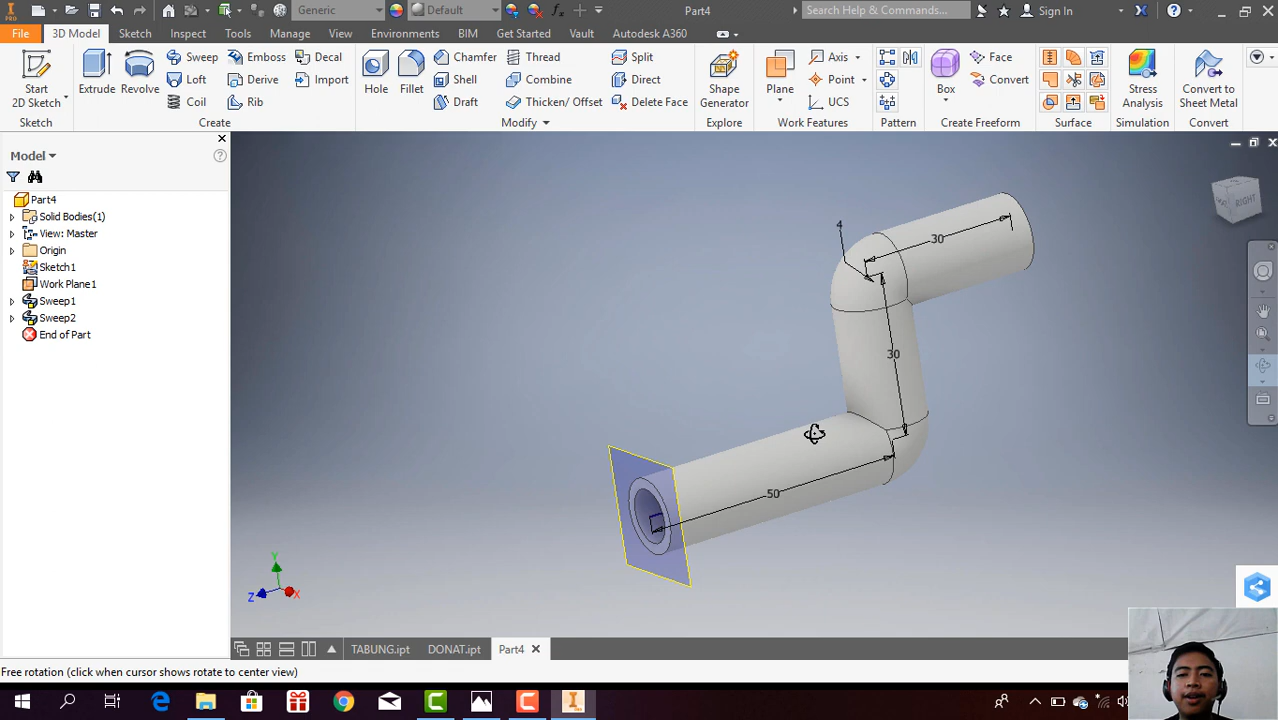 PRO
Generic
Default
Part4
Search Help & Commands...
Sign In
File
3D Model
Sketch
Inspect
Tools
Manage
View
Environments
BIM
Get Started
Vault
Autodesk A360
Start
2D Sketch
Sketch
Extrude
Revolve
Sweep
Loft
Coil
Emboss
Derive
Rib
Decal
Import
Create
Hole
Fillet
Chamfer
Shell
Draft
Thread
Combine
Thicken/ Offset
Split
Direct
Delete Face
Modify
Shape
Generator
Explore
Plane
Axis
Point
UCS
Work Features
Pattern
Box
Face
Convert
Create Freeform
Surface
Stress
Analysis
Simulation
Convert to
Sheet Metal
Convert
Model
Part4
Solid Bodies(1)
View: Master
Origin
Sketch1
Work Plane1
Sweep1
Sweep2
End of Part
4
30
30
50
RIGHT
Y
Z
X
TABUNG.ipt
DONAT.ipt
Part4
Free rotation (click when cursor shows rotate to center view)